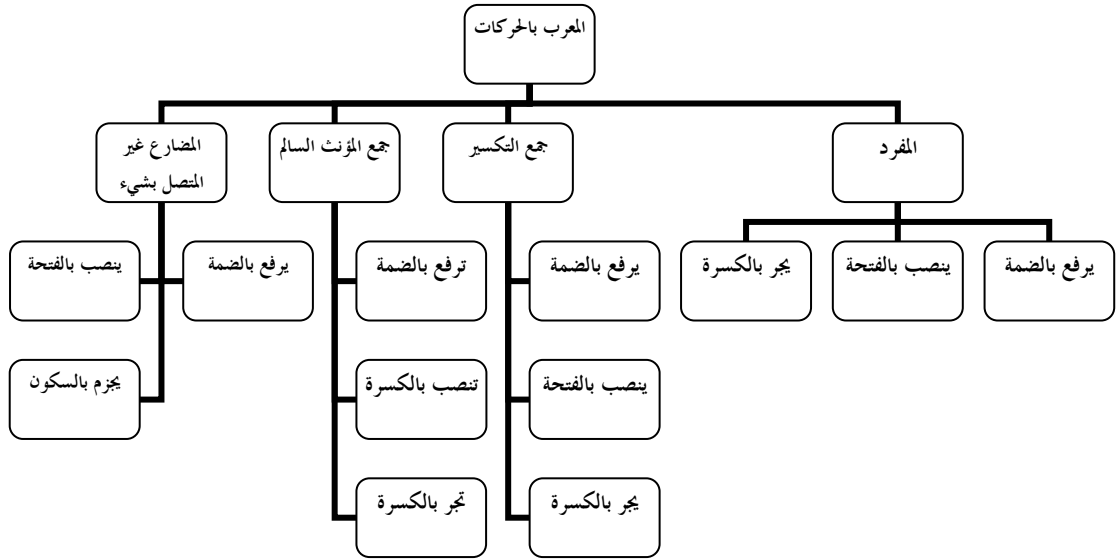 المعرب بالحركات
المفرد
جمع التكسير
جمع المؤنث السالم
المضارع غير
المتصل بشيء
يرفع بالضمة
ينصب بالفتحة
يجر بالكسرة
يرفع بالضمة
ينصب بالفتحة
يجر بالكسرة
ترفع بالضمة
تنصب بالكسرة
تجر بالكسرة
يرفع بالضمة
ينصب بالفتحة
يجزم بالسكون